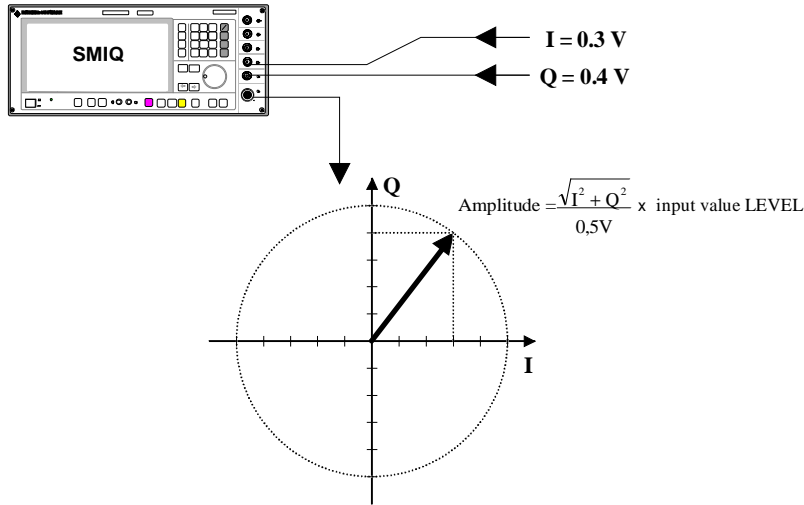 SMIQ
I = 0.3 V
Q = 0.4 V
Q
Amplitude = √(I² + Q²) / 0,5V x input value LEVEL
I